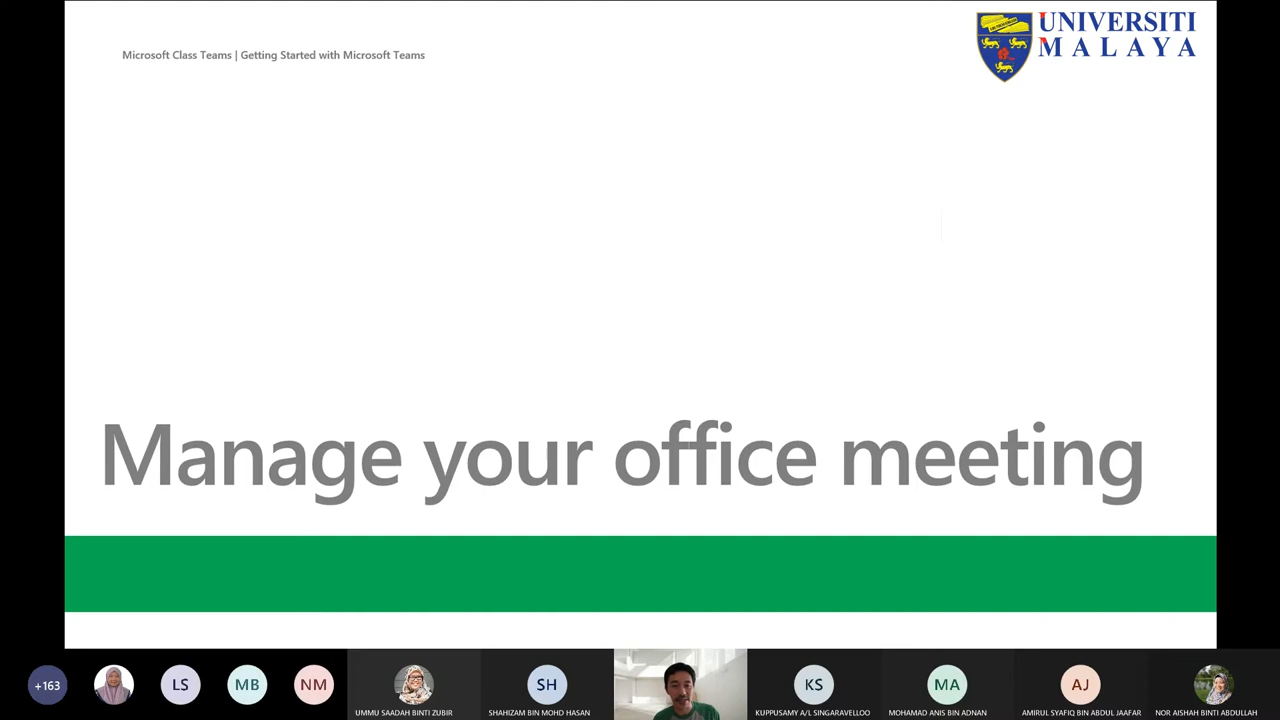 Microsoft Class Teams | Getting Started with Microsoft Teams
UNIVERSITI
MALAYA
Manage your office meeting
+163
LS
MB
NM
UMMU SAADAH BINTI ZUBIR
SH
SHAHIZAM BIN MOHD HASAN
KS
KUPPUSAMY A/L SINGARAVELLOO
MA
MOHAMAD ANIS BIN ADNAN
AJ
AMIRUL SYAFIQ BIN ABDUL JAAFAR
NOR AISHAH BINTI ABDULLAH